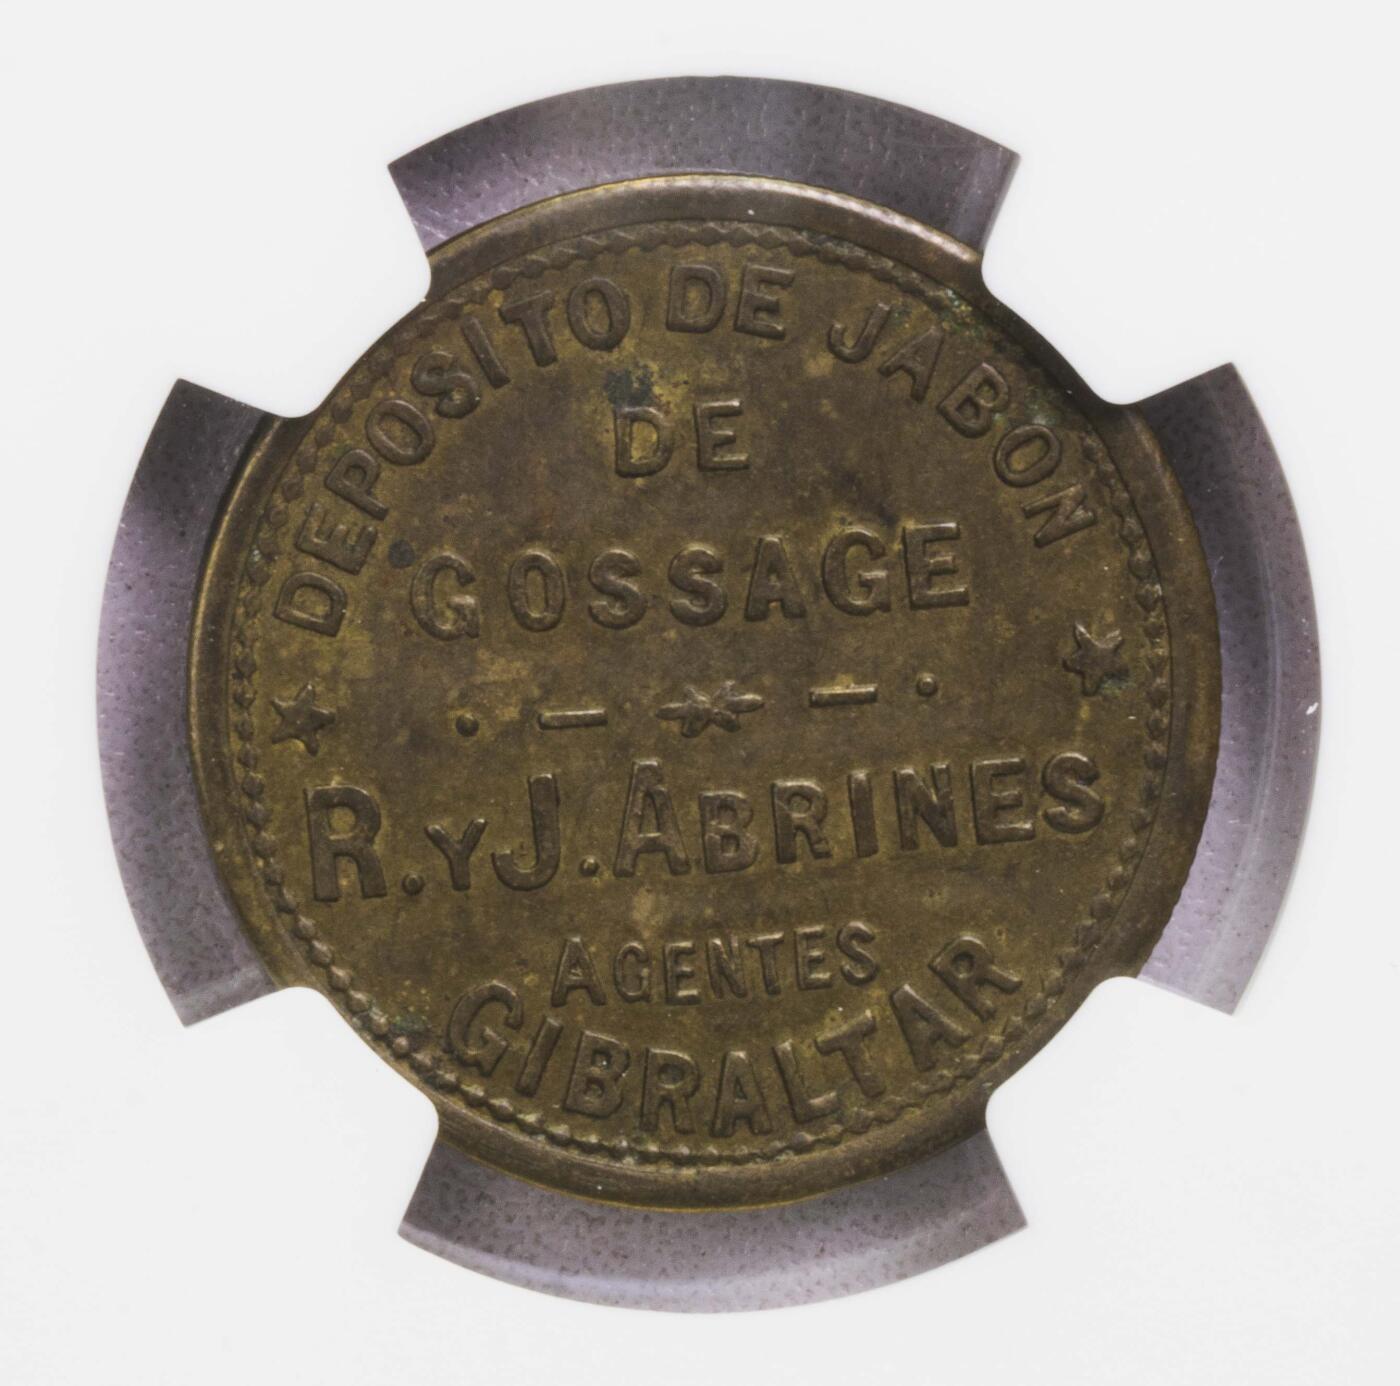 DEPOSITO DE JABON
DE
GOSSAGE
R. Y J. ABRINES
AGENTES
GIBRALTAR